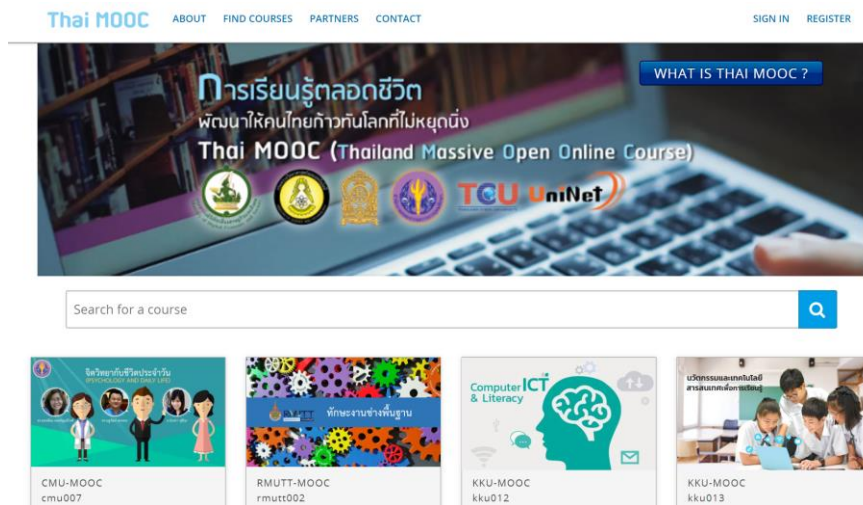 Thai MOOC
ABOUT FIND COURSES PARTNERS CONTACT
SIGN IN REGISTER
WHAT IS THAI MOOC ?
การเรียนรู้ตลอดชีวิต
พัฒนาให้คนไทยก้าวทันโลกที่ไม่หยุดนิ่ง
Thai MOOC (Thailand Massive Open Online Course)
TCU UniNet
Search for a course
จิตวิทยากับชีวิตประจำวัน
(PSYCHOLOGY AND DAILY LIFE)
RMUTT ทักษะงานช่างพื้นฐาน
Computer ICT
& Literacy
นวัตกรรมและเทคโนโลยี
สารสนเทศเพื่อการเรียนรู้
CMU-MOOC
cmu007
RMUTT-MOOC
rmutt002
KKU-MOOC
kku012
KKU-MOOC
kku013